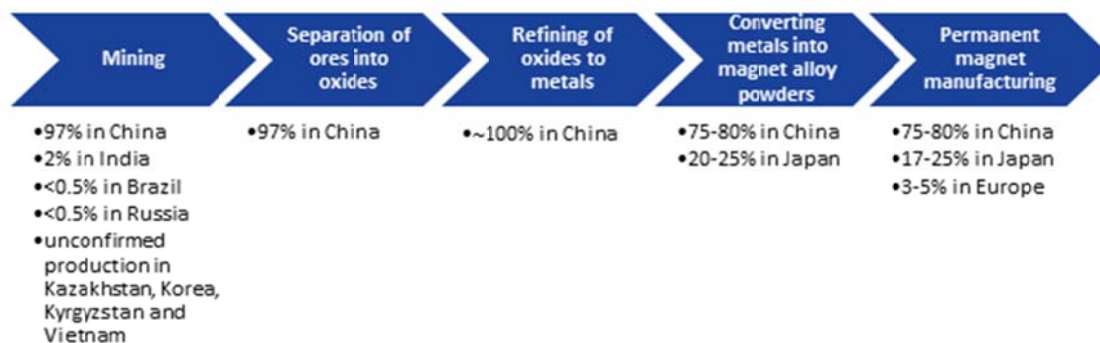 Mining
Separation of
ores into
oxides
Refining of
oxides to
metals
Converting
metals into
magnet alloy
powders
Permanent
magnet
manufacturing
•97% in China
•2% in India
•<0.5% in Brazil
•<0.5% in Russia
•unconfirmed
production in
Kazakhstan, Korea,
Kyrgyzstan and
Vietnam
•97% in China
•~100% in China
•75-80% in China
•20-25% in Japan
•75-80% in China
•17-25% in Japan
•3-5% in Europe